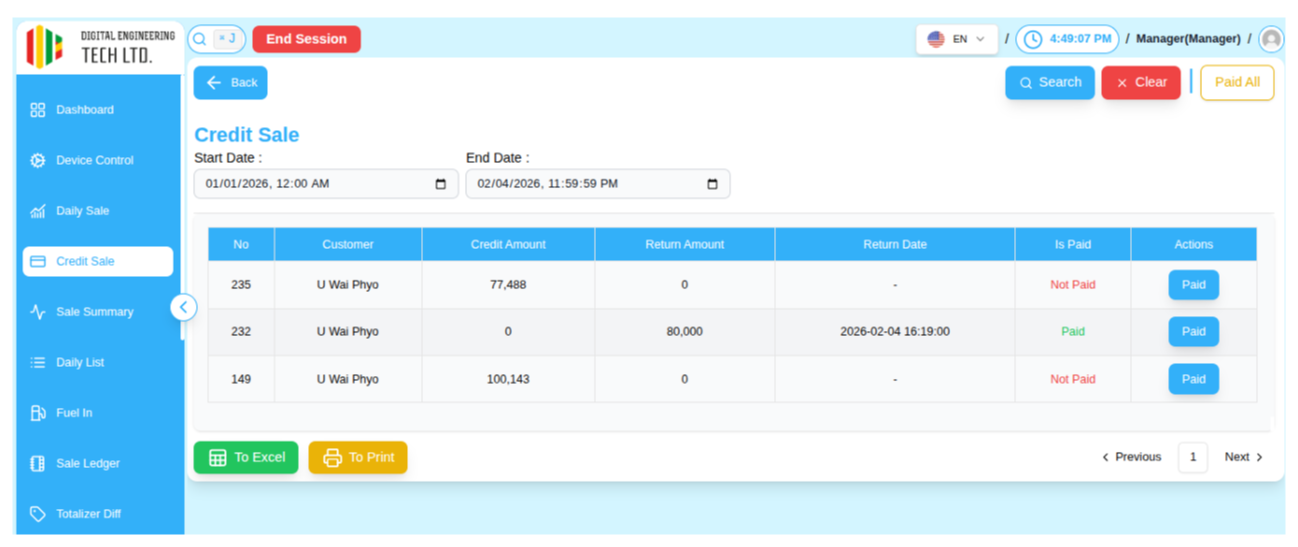 DIGITAL ENGINEERING
TECH LTD.
J
End Session
EN
/
4:49:07 PM
/ Manager(Manager) /
Back
Search
Clear
Paid All
Dashboard
Device Control
Daily Sale
Credit Sale
Sale Summary
Daily List
Fuel In
Sale Ledger
Totalizer Diff
Credit Sale
Start Date :
End Date :
01/01/2026, 12:00 AM
02/04/2026, 11:59:59 PM
No Customer Credit Amount Return Amount Return Date Is Paid Actions
235 U Wai Phyo 77,488 0 - Not Paid Paid
232 U Wai Phyo 0 80,000 2026-02-04 16:19:00 Paid Paid
149 U Wai Phyo 100,143 0 - Not Paid Paid
To Excel
To Print
Previous 1 Next